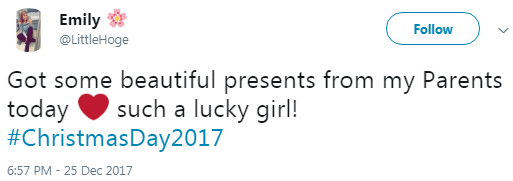 Emily 🌸
@LittleHoge
Follow
Got some beautiful presents from my Parents
today ❤️ such a lucky girl!
#ChristmasDay2017
6:57 PM - 25 Dec 2017